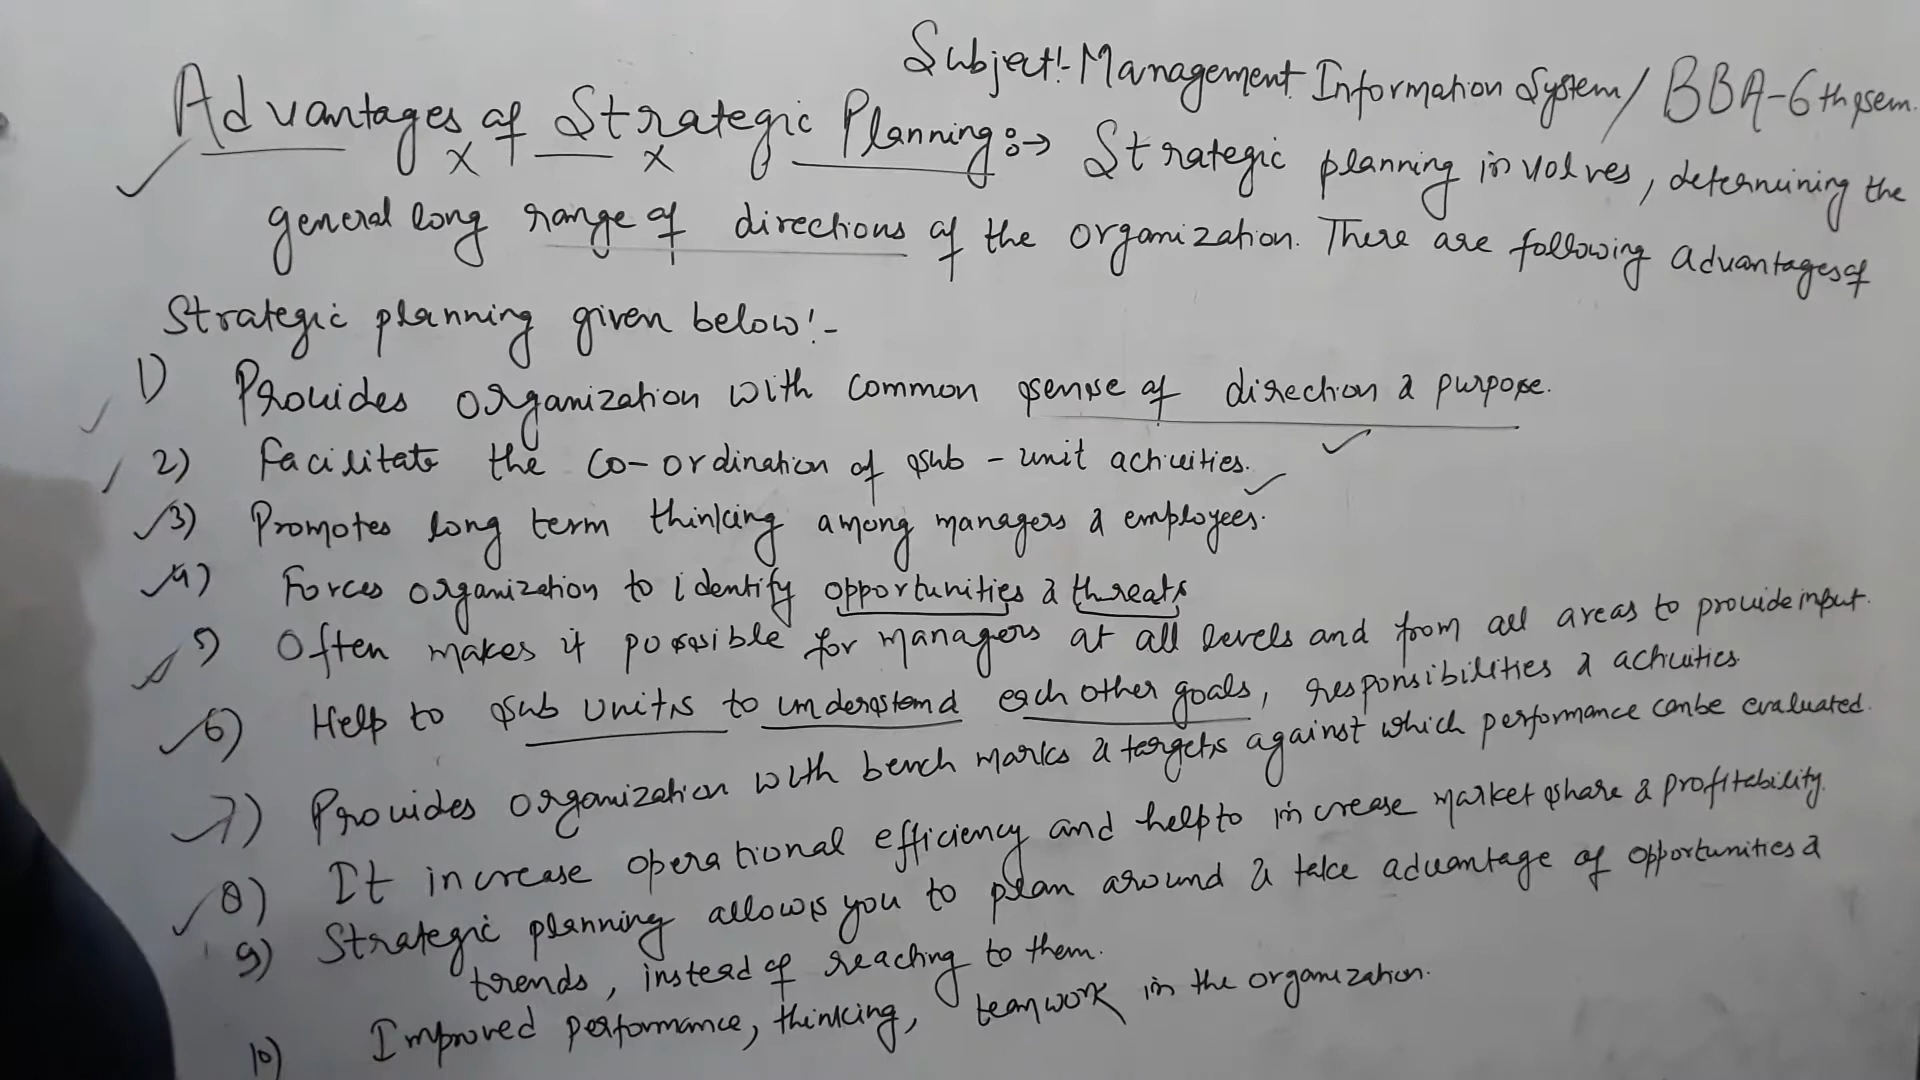 Subject:- Management Information System / BBA-6th sem.
Advantages of Strategic Planning:→ Strategic planning involves, determining the
general long range of directions of the organization. There are following advantages of
Strategic planning given below:-
1) Provides organization with common sense of direction & purpose.
2) Facilitate the co-ordination of sub-unit activities.
3) Promotes long term thinking among managers & employees.
4) Forces organization to identify opportunities & threats
5) Often makes it possible for managers at all levels and from all areas to provide input.
6) Help to sub units to understand each other goals, responsibilities & activities.
7) Provides organization with bench marks & targets against which performance can be evaluated.
8) It increase operational efficiency and help to increase market share & profitability.
9) Strategic planning allows you to plan around & take advantage of opportunities &
trends, instead of reacting to them.
10) Improved performance, thinking, teamwork in the organization.